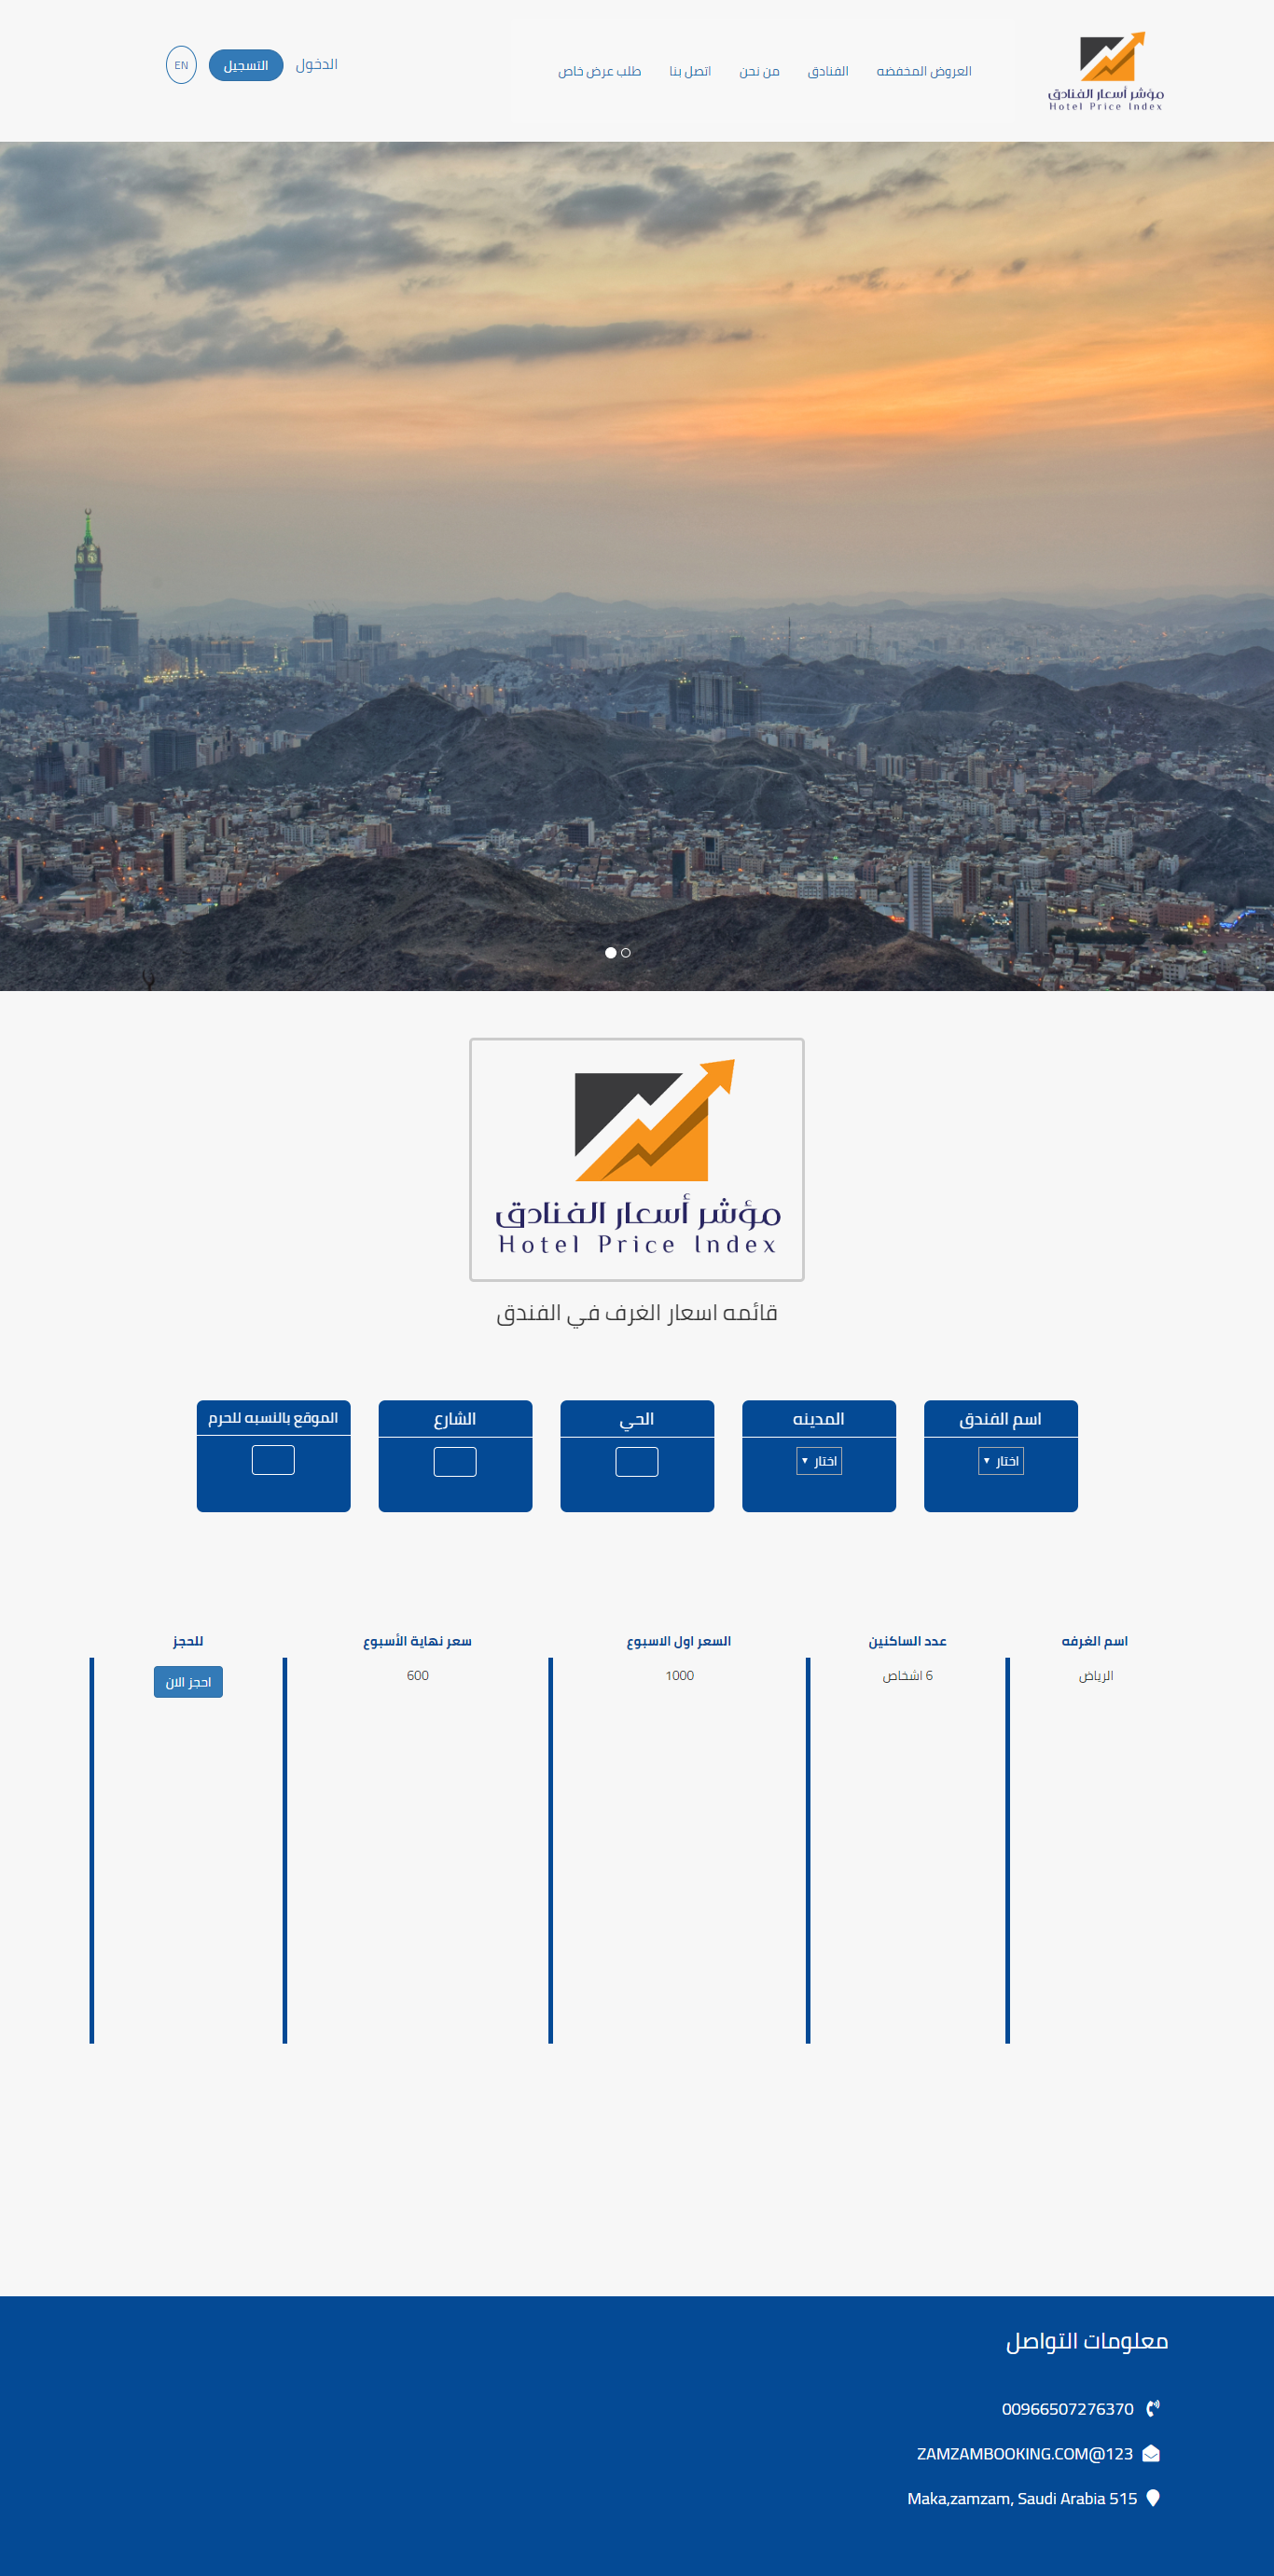 مؤشر أسعار الفنادق
Hotel Price Index
العروض المخفضه
الفنادق
من نحن
اتصل بنا
طلب عرض خاص
الدخول
التسجيل
EN
مؤشر أسعار الفنادق
Hotel Price Index
قائمه اسعار الغرف في الفندق
اسم الفندق
اختار
المدينه
اختار
الحي
الشارع
الموقع بالنسبه للحرم
اسم الغرفه	عدد الساكنين	السعر اول الاسبوع	سعر نهاية الأسبوع	للحجز
الرياض	6 اشخاص	1000	600	احجز الان
معلومات التواصل
00966507276370
ZAMZAMBOOKING.COM@123
Maka,zamzam, Saudi Arabia 515